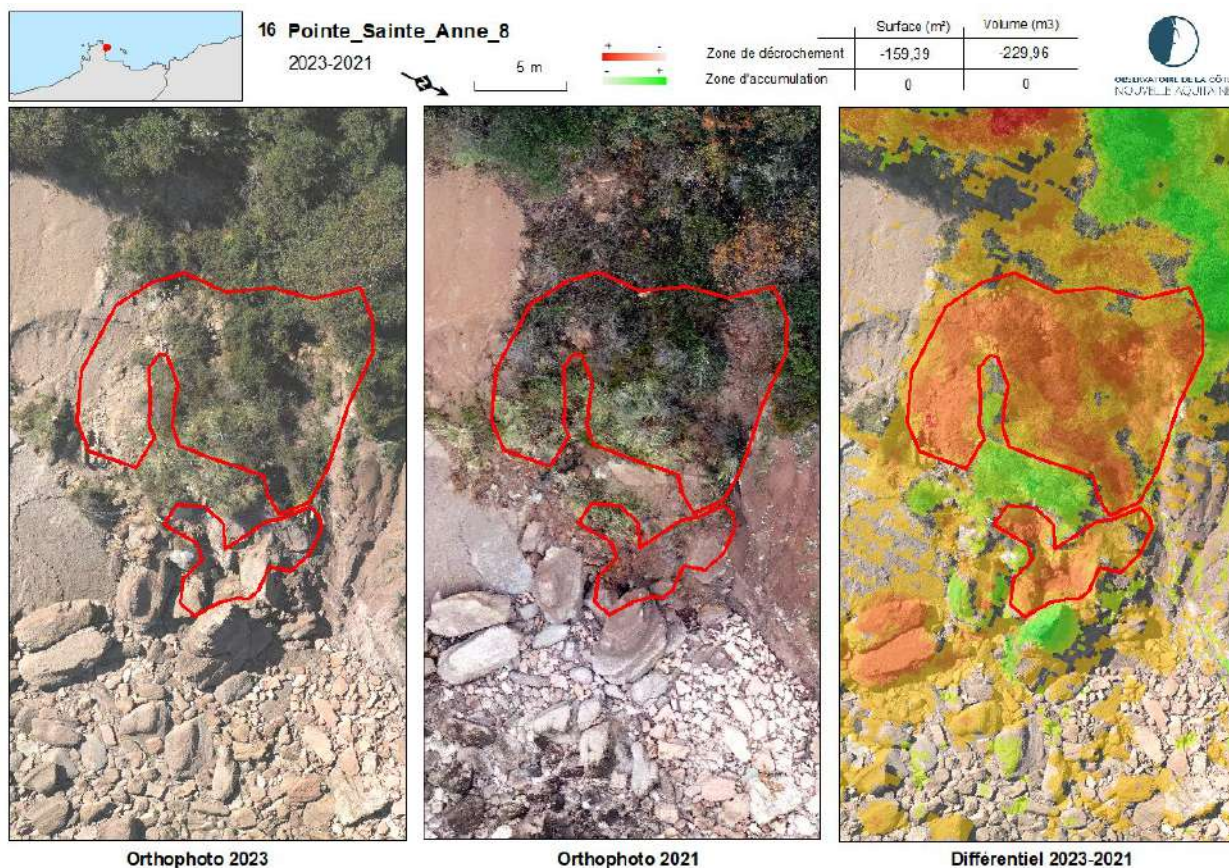 16 Pointe_Sainte_Anne_8
2023-2021
5 m
+ -
- +
Surface (m²) Volume (m3)
Zone de décrochement -159,39 -229,96
Zone d'accumulation 0 0
OBSERVATOIRE DE LA CÔTE
NOUVELLE AQUITAINE
Orthophoto 2023
Orthophoto 2021
Différentiel 2023-2021